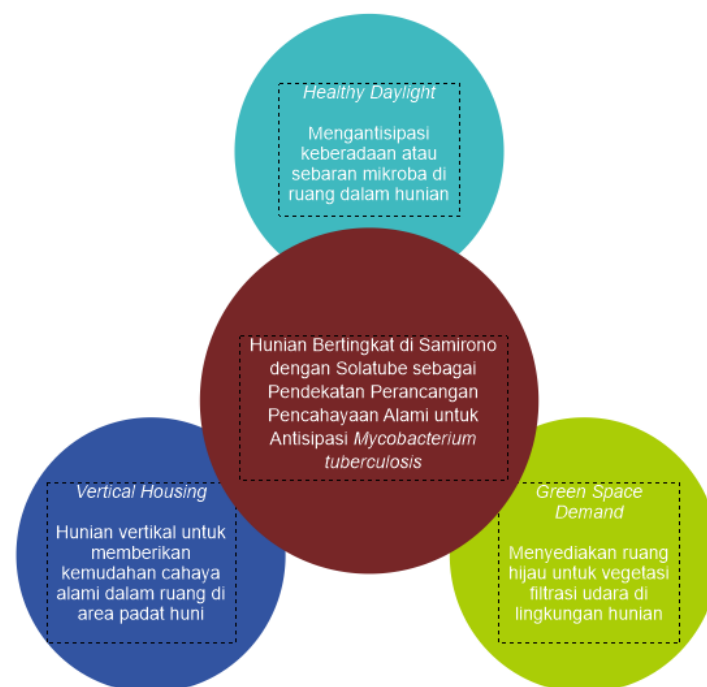 Healthy Daylight
Mengantisipasi
keberadaan atau
sebaran mikroba di
ruang dalam hunian
Hunian Bertingkat di Samirono
dengan Solatube sebagai
Pendekatan Perancangan
Pencahayaan Alami untuk
Antisipasi Mycobacterium
tuberculosis
Vertical Housing
Hunian vertikal untuk
memberikan
kemudahan cahaya
alami dalam ruang di
area padat huni
Green Space
Demand
Menyediakan ruang
hijau untuk vegetasi
filtrasi udara di
lingkungan hunian